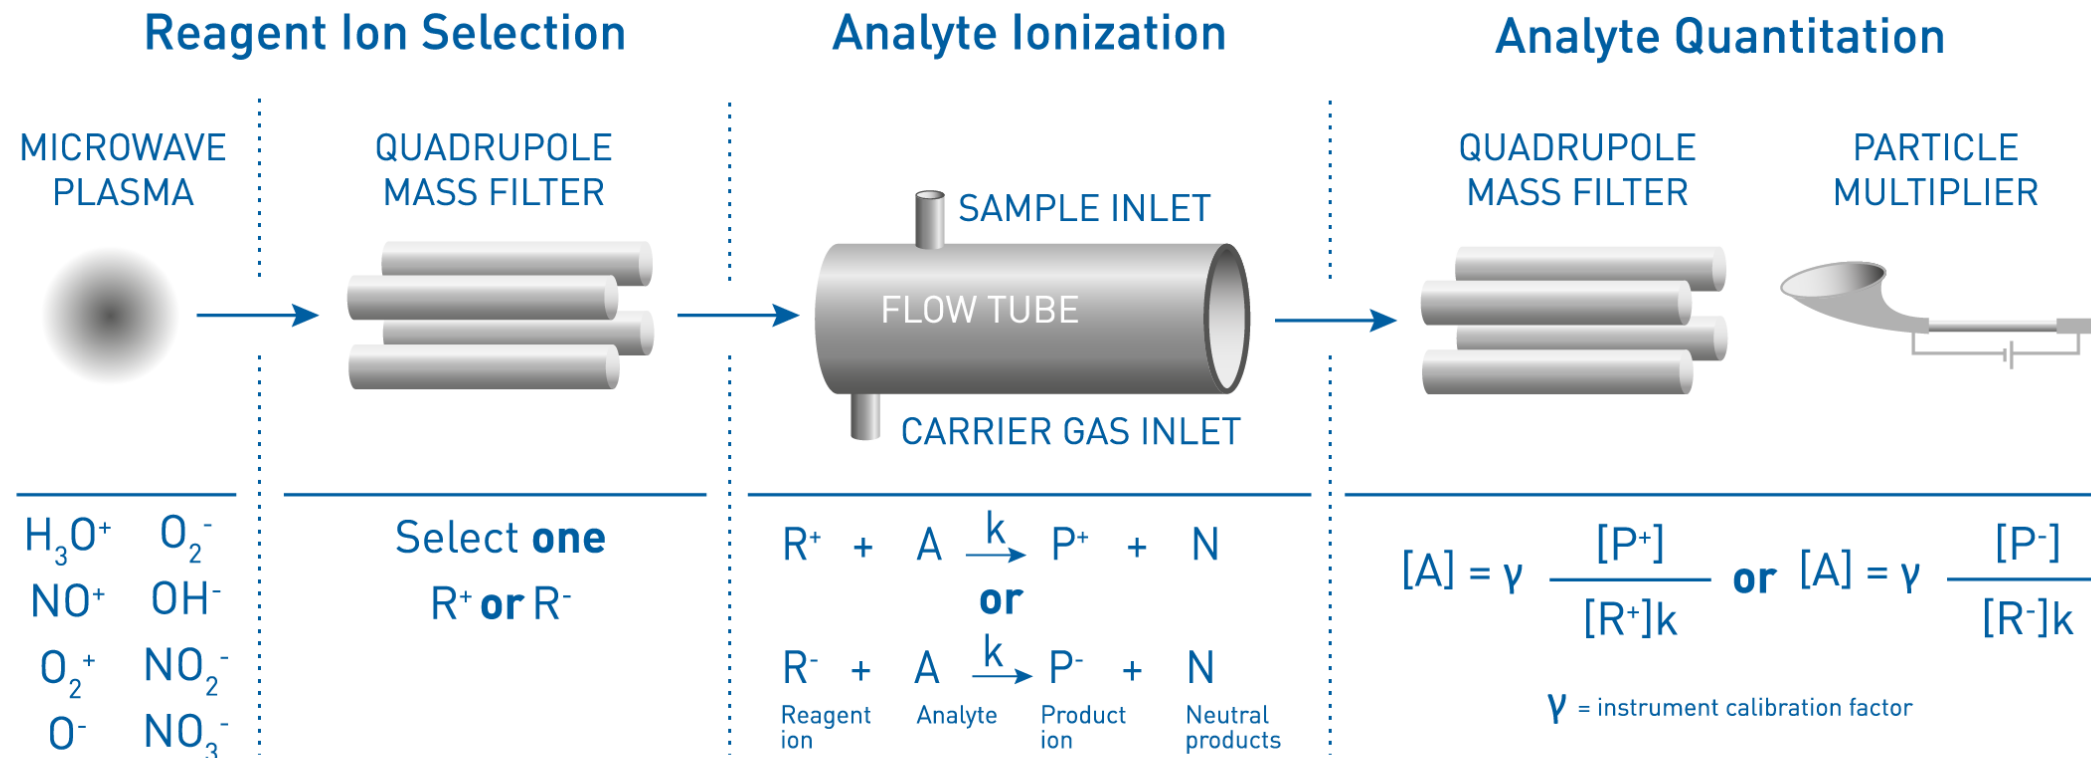 Reagent Ion Selection
Analyte Ionization
Analyte Quantitation
MICROWAVE
PLASMA
QUADRUPOLE
MASS FILTER
SAMPLE INLET
FLOW TUBE
CARRIER GAS INLET
QUADRUPOLE
MASS FILTER
PARTICLE
MULTIPLIER
H₃O⁺ O₂⁻
NO⁺ OH⁻
O₂⁺ NO₂⁻
O⁻ NO₃⁻
Select one
R⁺ or R⁻
R⁺ + A k→ P⁺ + N
or
R⁻ + A k→ P⁻ + N
Reagent ion
Analyte
Product ion
Neutral products
[A] = γ [P⁺] / [R⁺]k or [A] = γ [P⁻] / [R⁻]k
γ = instrument calibration factor